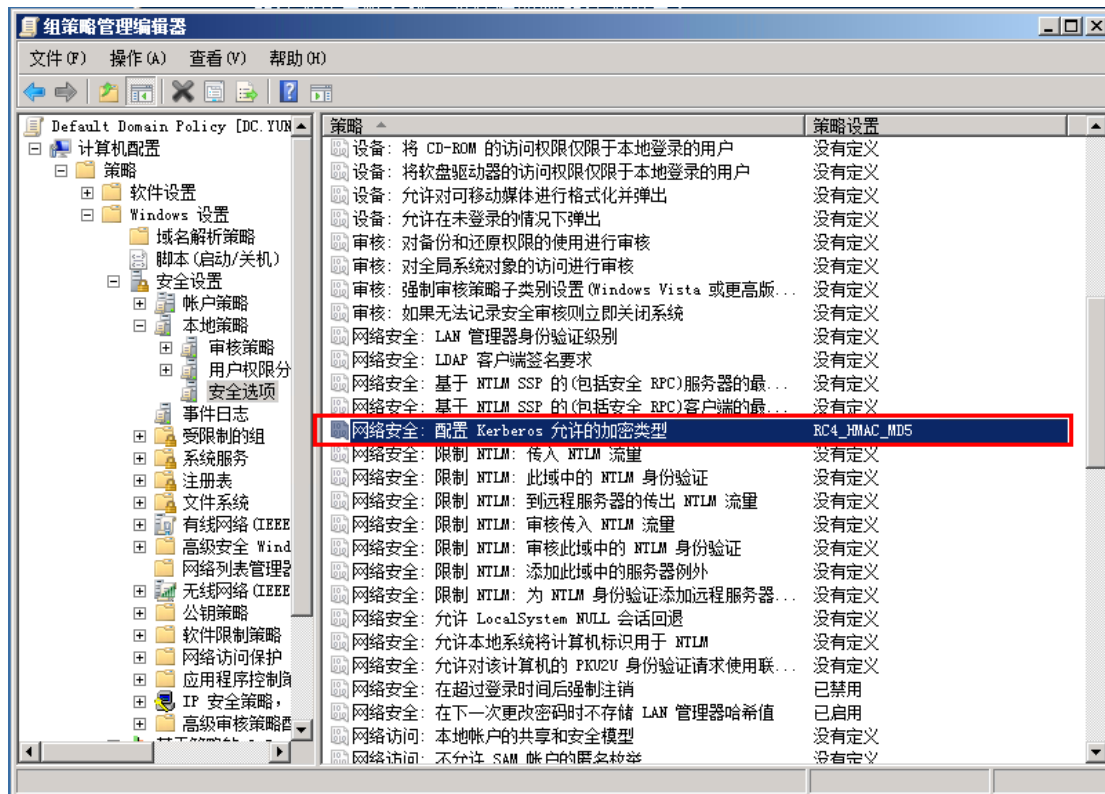 组策略管理编辑器
文件(F) 操作(A) 查看(V) 帮助(H)
Default Domain Policy [DC.YUN
计算机配置
策略
软件设置
Windows 设置
域名解析策略
脚本(启动/关机)
安全设置
帐户策略
本地策略
审核策略
用户权限分
安全选项
事件日志
受限制的组
系统服务
注册表
文件系统
有线网络(IEEE
高级安全 Wind
网络列表管理器
无线网络(IEEE
公钥策略
软件限制策略
网络访问保护
应用程序控制策
IP 安全策略，
高级审核策略配
策略 策略设置
设备: 将 CD-ROM 的访问权限仅限于本地登录的用户 没有定义
设备: 将软盘驱动器的访问权限仅限于本地登录的用户 没有定义
设备: 允许对可移动媒体进行格式化并弹出 没有定义
设备: 允许在未登录的情况下弹出 没有定义
审核: 对备份和还原权限的使用进行审核 没有定义
审核: 对全局系统对象的访问进行审核 没有定义
审核: 强制审核策略子类别设置(Windows Vista 或更高版... 没有定义
审核: 如果无法记录安全审核则立即关闭系统 没有定义
网络安全: LAN 管理器身份验证级别 没有定义
网络安全: LDAP 客户端签名要求 没有定义
网络安全: 基于 NTLM SSP 的(包括安全 RPC)服务器的最... 没有定义
网络安全: 基于 NTLM SSP 的(包括安全 RPC)客户端的最... 没有定义
网络安全: 配置 Kerberos 允许的加密类型 RC4_HMAC_MD5
网络安全: 限制 NTLM: 传入 NTLM 流量 没有定义
网络安全: 限制 NTLM: 此域中的 NTLM 身份验证 没有定义
网络安全: 限制 NTLM: 到远程服务器的传出 NTLM 流量 没有定义
网络安全: 限制 NTLM: 审核传入 NTLM 流量 没有定义
网络安全: 限制 NTLM: 审核此域中的 NTLM 身份验证 没有定义
网络安全: 限制 NTLM: 添加此域中的服务器例外 没有定义
网络安全: 限制 NTLM: 为 NTLM 身份验证添加远程服务器... 没有定义
网络安全: 允许 LocalSystem NULL 会话回退 没有定义
网络安全: 允许本地系统将计算机标识用于 NTLM 没有定义
网络安全: 允许对该计算机的 PKU2U 身份验证请求使用联... 没有定义
网络安全: 在超过登录时间后强制注销 已禁用
网络安全: 在下一次更改密码时不存储 LAN 管理器哈希值 已启用
网络访问: 本地帐户的共享和安全模型 没有定义
网络访问: 不允许 SAM 帐户的匿名枚举 没有定义